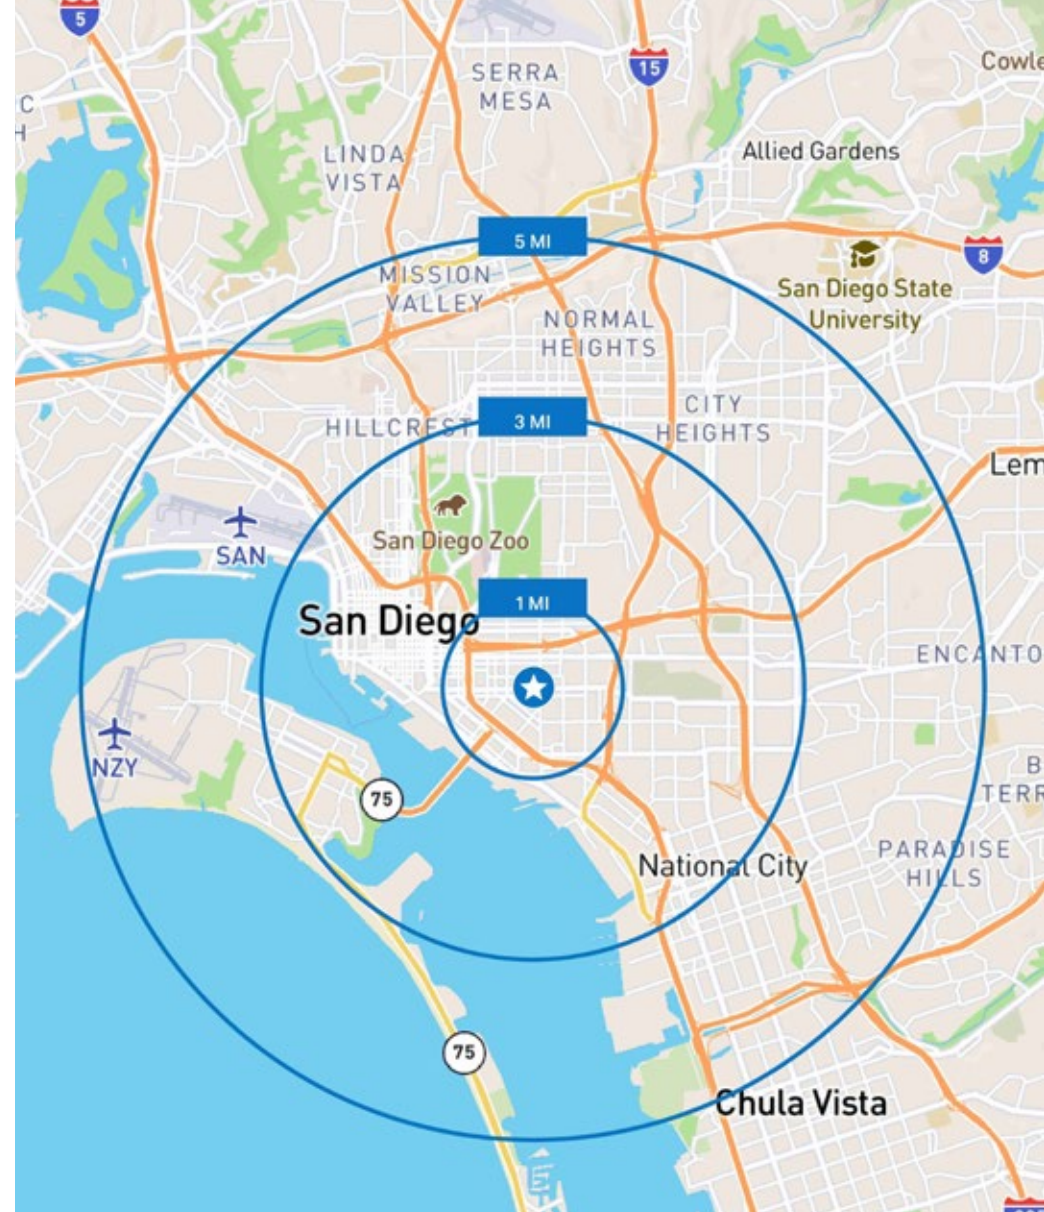 5
15
SERRA
MESA
Cowle
C
H
LINDA
VISTA
Allied Gardens
5 MI
8
MISSION
VALLEY
San Diego State
University
NORMAL
HEIGHTS
CITY
HEIGHTS
3 MI
HILLCREST
Lem
SAN
San Diego Zoo
1 MI
San Diego
ENCANTO
NZY
B
TERR
75
PARADISE
HILLS
National City
75
Chula Vista